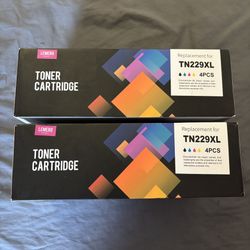 LEMERO
TONER
CARTRIDGE
Replacement for:
TN229XL
4PCS
LEMERO
TONER
CARTRIDGE
Replacement for:
TN229XL
4PCS